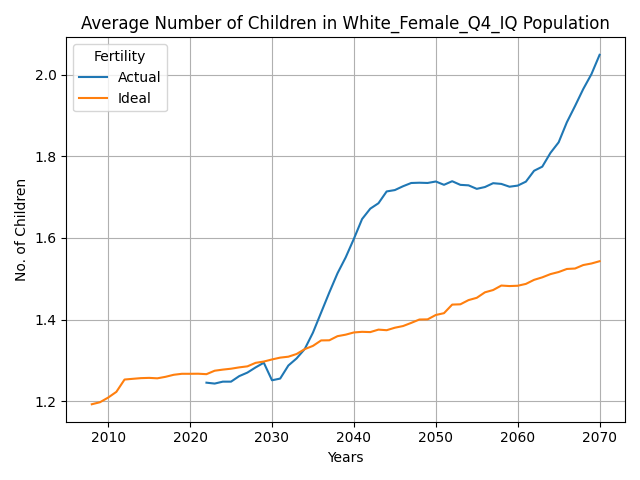 Average Number of Children in White_Female_Q4_IQ Population
Fertility
Actual
Ideal
No. of Children
2.0
1.8
1.6
1.4
1.2
2010 2020 2030 2040 2050 2060 2070
Years